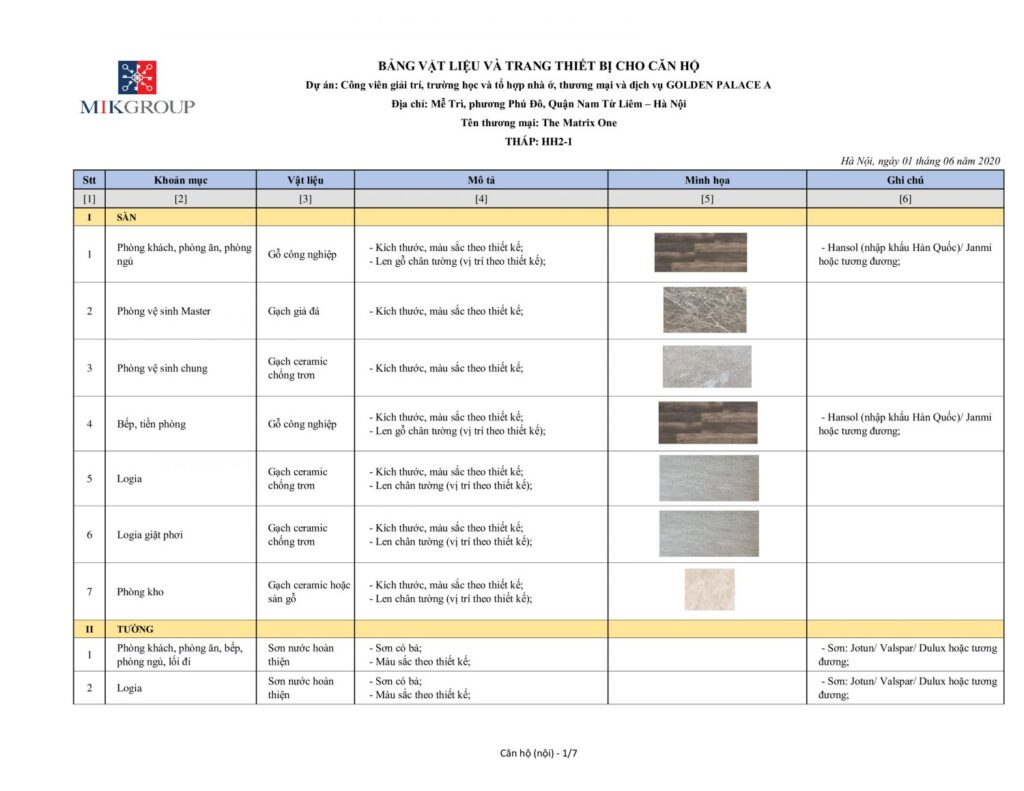 MIKGROUP
BẢNG VẬT LIỆU VÀ TRANG THIẾT BỊ CHO CĂN HỘ
Dự án: Công viên giải trí, trường học và tổ hợp nhà ở, thương mại và dịch vụ GOLDEN PALACE A
Địa chỉ: Mễ Trì, phương Phú Đô, Quận Nam Từ Liêm – Hà Nội
Tên thương mại: The Matrix One
THÁP: HH2-1
Hà Nội, ngày 01 tháng 06 năm 2020
Stt Khoản mục Vật liệu Mô tả Minh họa Ghi chú
[1] [2] [3] [4] [5] [6]
I SÀN
1 Phòng khách, phòng ăn, phòng ngủ Gỗ công nghiệp - Kích thước, màu sắc theo thiết kế; - Hansol (nhập khẩu Hàn Quốc)/ Janmi hoặc tương đương;
- Len gỗ chân tường (vị trí theo thiết kế);
2 Phòng vệ sinh Master Gạch giả đá - Kích thước, màu sắc theo thiết kế;
3 Phòng vệ sinh chung Gạch ceramic chống trơn - Kích thước, màu sắc theo thiết kế;
4 Bếp, tiền phòng Gỗ công nghiệp - Kích thước, màu sắc theo thiết kế; - Hansol (nhập khẩu Hàn Quốc)/ Janmi hoặc tương đương;
- Len gỗ chân tường (vị trí theo thiết kế);
5 Logia Gạch ceramic chống trơn - Kích thước, màu sắc theo thiết kế;
- Len chân tường (vị trí theo thiết kế);
6 Logia giặt phơi Gạch ceramic chống trơn - Kích thước, màu sắc theo thiết kế;
- Len chân tường (vị trí theo thiết kế);
7 Phòng kho Gạch ceramic hoặc sàn gỗ - Kích thước, màu sắc theo thiết kế;
- Len chân tường (vị trí theo thiết kế);
II TƯỜNG
1 Phòng khách, phòng ăn, bếp, phòng ngủ, lối đi Sơn nước hoàn thiện - Sơn có bả; - Sơn: Jotun/ Valspar/ Dulux hoặc tương đương;
- Màu sắc theo thiết kế;
2 Logia Sơn nước hoàn thiện - Sơn có bả; - Sơn: Jotun/ Valspar/ Dulux hoặc tương đương;
- Màu sắc theo thiết kế;
Căn hộ (nội) - 1/7